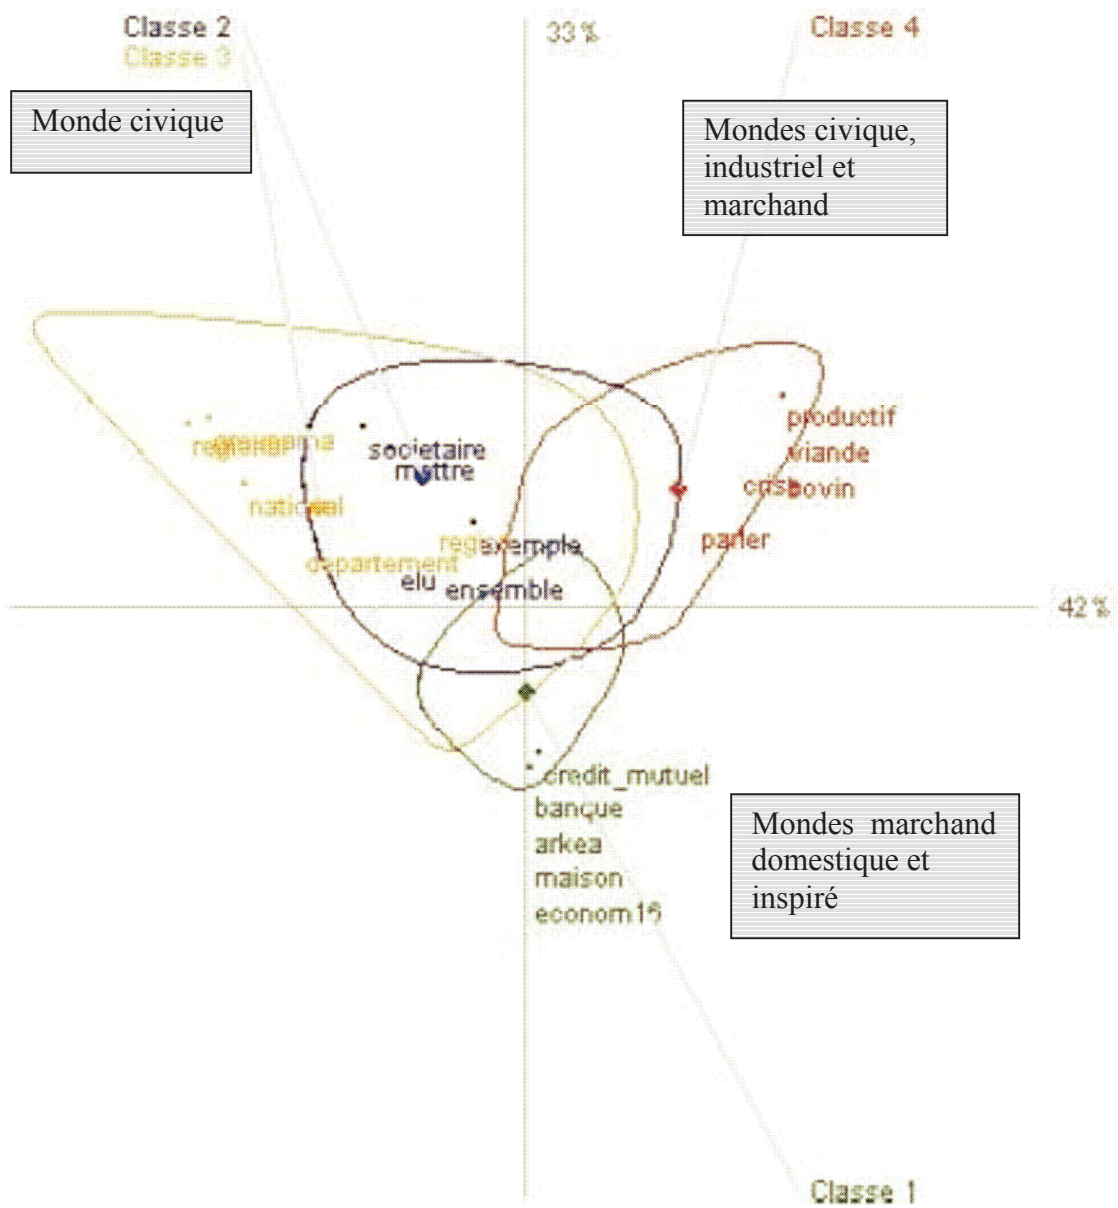 Classe 2
Classe 3
33 %
Classe 4
Monde civique
Mondes civique,
industriel et
marchand
productif
viande
bovin
parler
societaire
mettre
national
exemple
departement
elu
ensemble
42 %
credit_mutuel
banque
arkea
maison
econom16
Mondes marchand
domestique et
inspiré
Classe 1